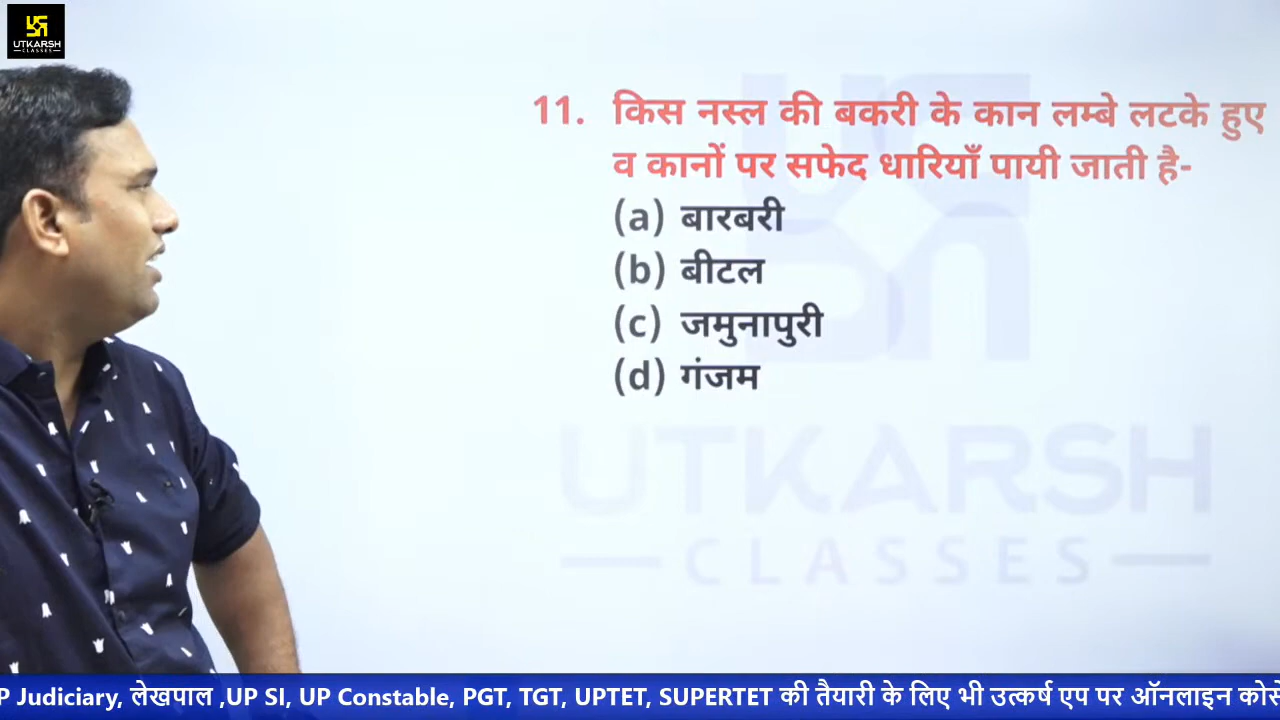 UTKARSH
CLASSES
11. किस नस्ल की बकरी के कान लम्बे लटके हुए
व कानों पर सफेद धारियाँ पायी जाती है-
(a) बारबरी
(b) बीटल
(c) जमुनापुरी
(d) गंजम
UTKARSH
CLASSES
P Judiciary, लेखपाल ,UP SI, UP Constable, PGT, TGT, UPTET, SUPERTET की तैयारी के लिए भी उत्कर्ष एप पर ऑनलाइन कोर्स